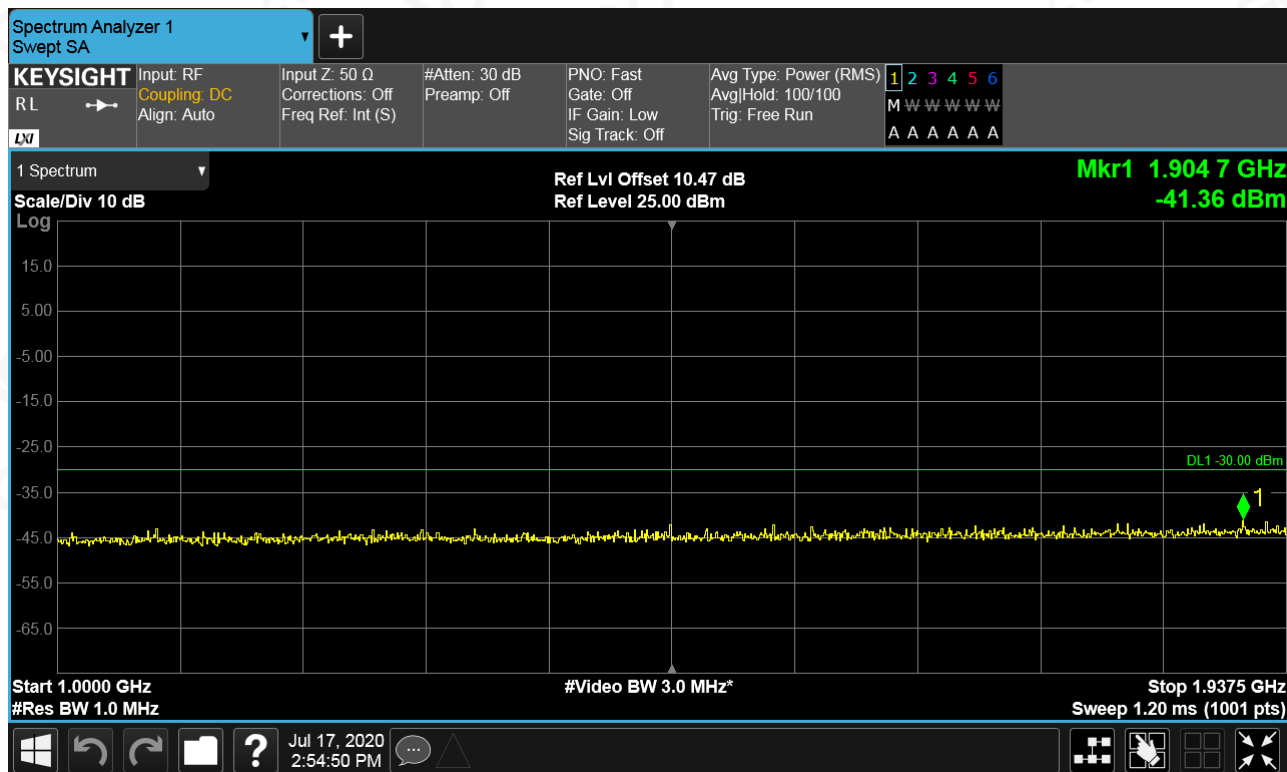 Spectrum Analyzer 1
Swept SA
KEYSIGHT
RL
LXI
Input: RF
Coupling: DC
Align: Auto
Input Z: 50 Ω
Corrections: Off
Freq Ref: Int (S)
#Atten: 30 dB
Preamp: Off
PNO: Fast
Gate: Off
IF Gain: Low
Sig Track: Off
Avg Type: Power (RMS)
Avg|Hold: 100/100
Trig: Free Run
1 2 3 4 5 6
M W W W W W
A A A A A A
1 Spectrum
Scale/Div 10 dB
Ref Lvl Offset 10.47 dB
Ref Level 25.00 dBm
Mkr1 1.904 7 GHz
-41.36 dBm
Log
15.0
5.00
-5.00
-15.0
-25.0
DL1 -30.00 dBm
-35.0
1
-45.0
-55.0
-65.0
Start 1.0000 GHz
#Res BW 1.0 MHz
#Video BW 3.0 MHz*
Stop 1.9375 GHz
Sweep 1.20 ms (1001 pts)
?
Jul 17, 2020
2:54:50 PM